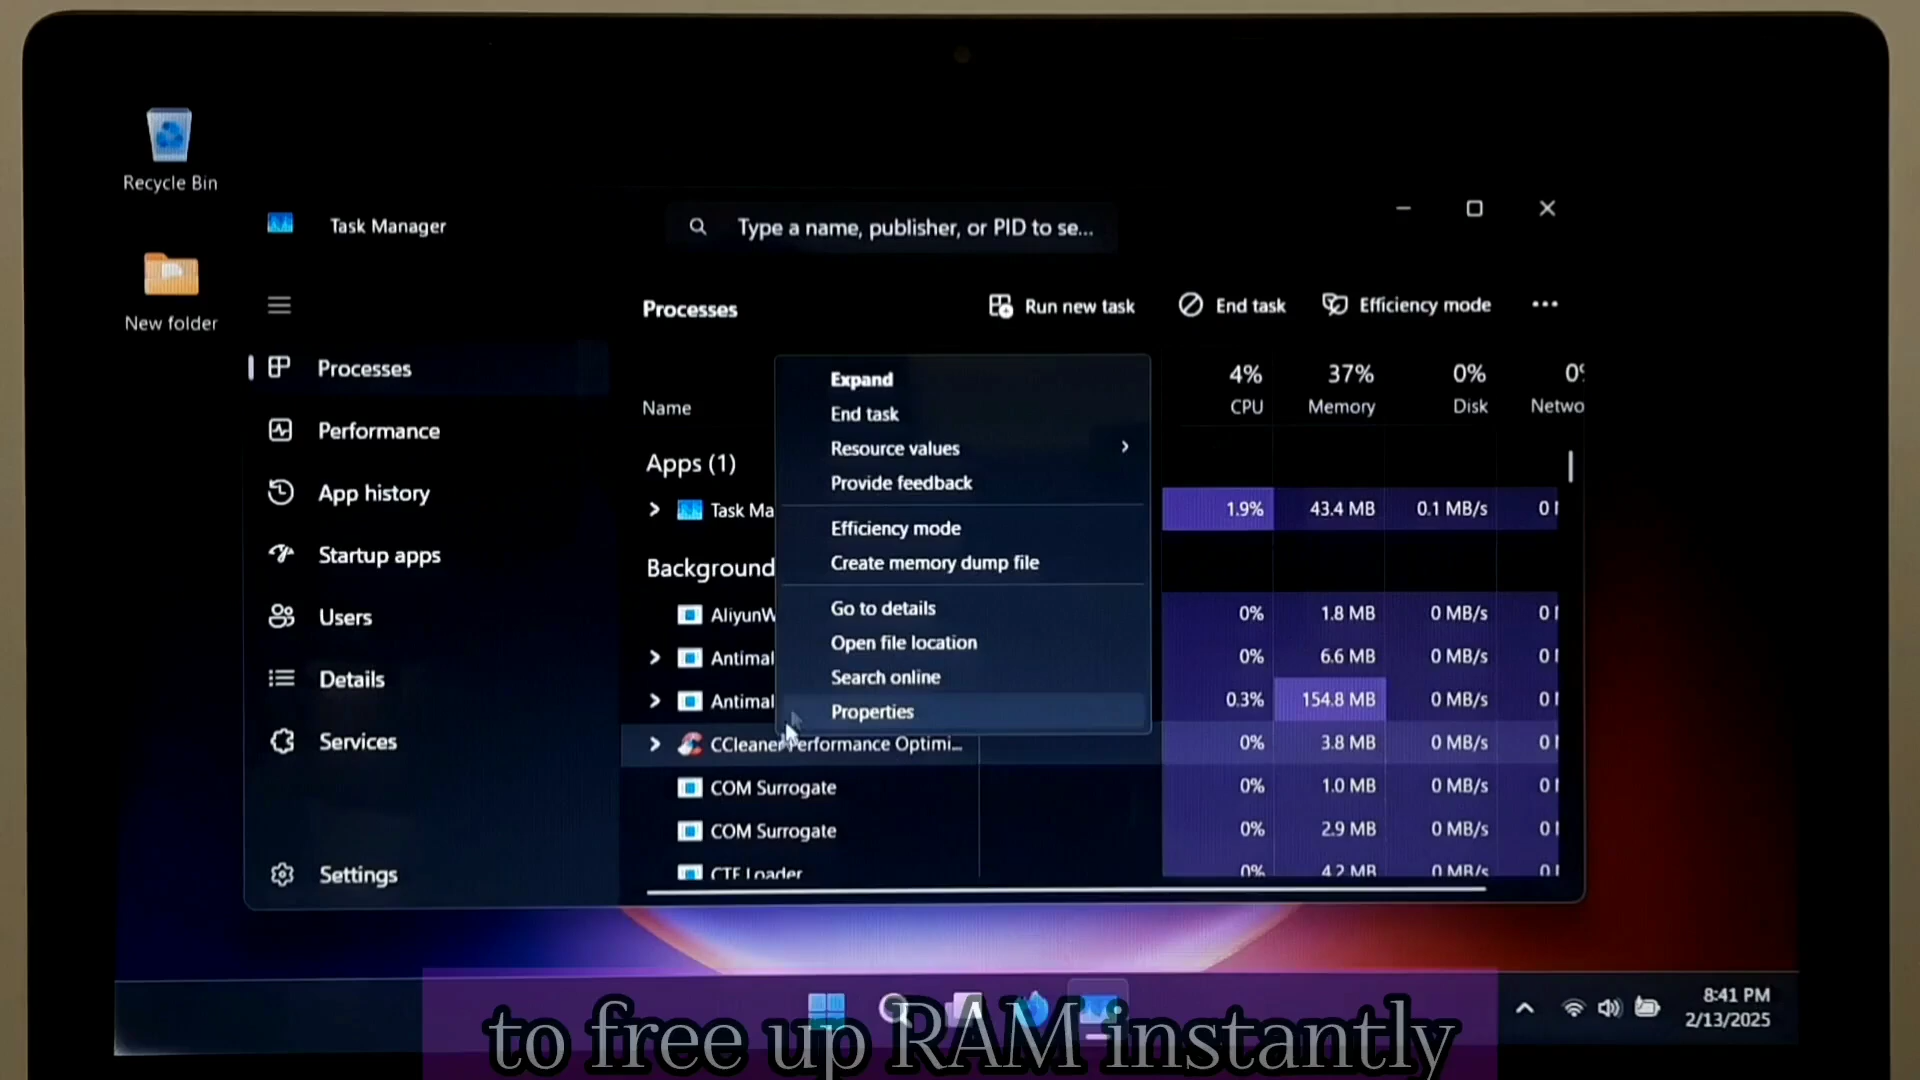 Recycle Bin
New folder
Task Manager
Type a name, publisher, or PID to se...
Processes
Run new task
End task
Efficiency mode
Processes
Performance
App history
Startup apps
Users
Details
Services
Settings
Name
4%
CPU
37%
Memory
0%
Disk
0%
Netwo
Expand
End task
Resource values
Provide feedback
Efficiency mode
Create memory dump file
Go to details
Open file location
Search online
Properties
Apps (1)
Task Ma 1.9% 43.4 MB 0.1 MB/s 0
Background
AliyunW 0% 1.8 MB 0 MB/s 0
Antimal 0% 6.6 MB 0 MB/s 0
Antimal 0.3% 154.8 MB 0 MB/s 0
CCleaner Performance Optimi... 0% 3.8 MB 0 MB/s 0
COM Surrogate 0% 1.0 MB 0 MB/s 0
COM Surrogate 0% 2.9 MB 0 MB/s 0
CTF Loader 0% 4.2 MB 0 MB/s 0
8:41 PM
2/13/2025
to free up RAM instantly